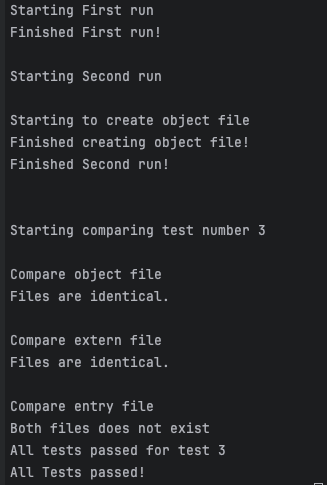 Starting First run
Finished First run!
Starting Second run
Starting to create object file
Finished creating object file!
Finished Second run!
Starting comparing test number 3
Compare object file
Files are identical.
Compare extern file
Files are identical.
Compare entry file
Both files does not exist
All tests passed for test 3
All Tests passed!